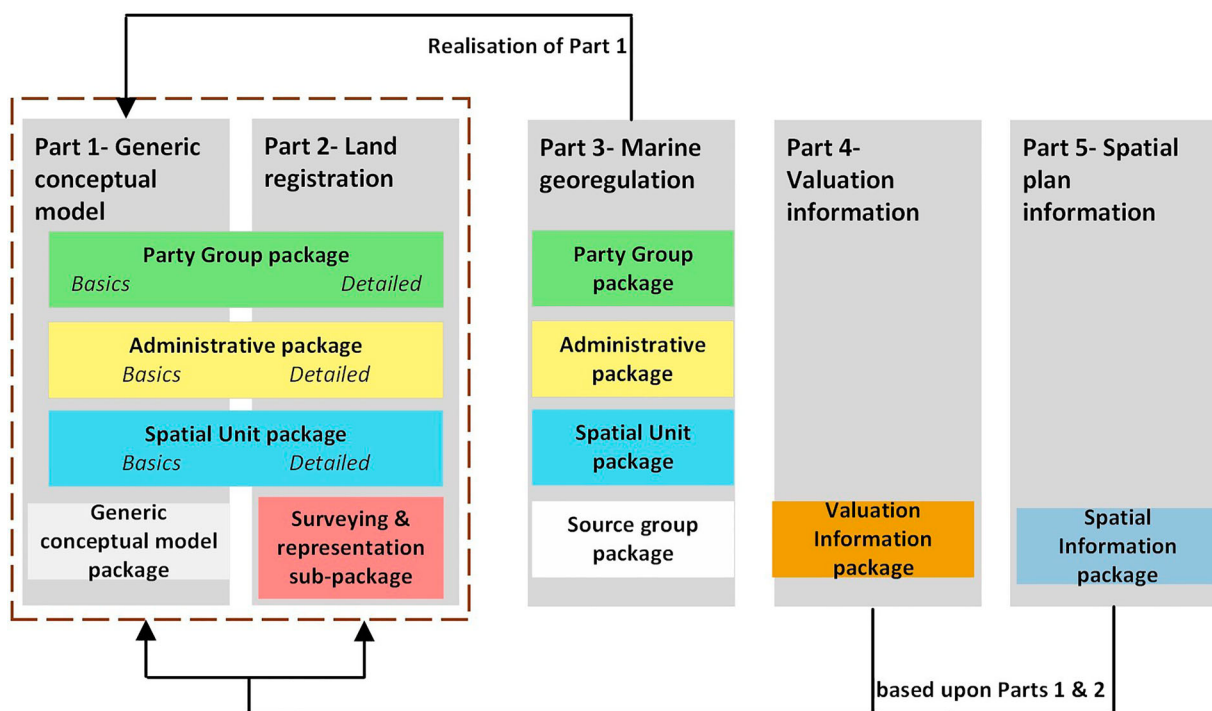 Realisation of Part 1
Part 1- Generic
conceptual
model
Part 2- Land
registration
Part 3- Marine
georegulation
Part 4-
Valuation
information
Part 5- Spatial
plan
information
Party Group package
Basics
Detailed
Administrative package
Basics
Detailed
Spatial Unit package
Basics
Detailed
Generic
conceptual model
package
Surveying &
representation
sub-package
Party Group
package
Administrative
package
Spatial Unit
package
Source group
package
Valuation
Information
package
Spatial
Information
package
based upon Parts 1 & 2